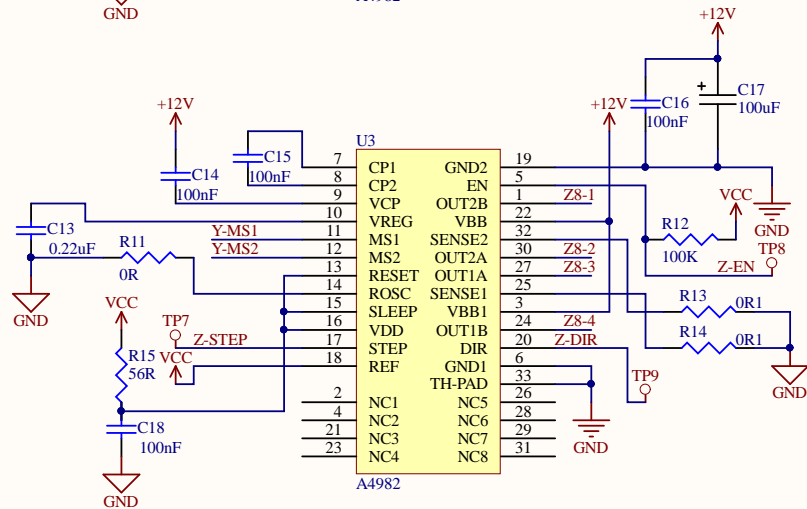 GND
+12V
C16
100nF
C17
100uF
+12V
+12V
U3
C14
100nF
C15
100nF
7 CP1 GND2 19
8 CP2 EN 5
9 VCP OUT2B 1 Z8-1
10 VREG VBB 22
Y-MS1 11 MS1 SENSE2 32
Y-MS2 12 MS2 OUT2A 30 Z8-2
13 RESET OUT1A 27 Z8-3
14 ROSC SENSE1 25
15 SLEEP VBB1 3
16 VDD OUT1B 24 Z8-4
Z-STEP 17 STEP DIR 20 Z-DIR
18 REF GND1 6
TH-PAD 33
2 NC1 NC5 26
4 NC2 NC6 28
21 NC3 NC7 29
23 NC4 NC8 31
A4982
C13
0.22uF
R11
0R
GND
VCC
TP7
R15
56R
VCC
C18
100nF
GND
GND
VCC
R12
100K
TP8
Z-EN
R13 0R1
R14 0R1
GND
TP9
GND